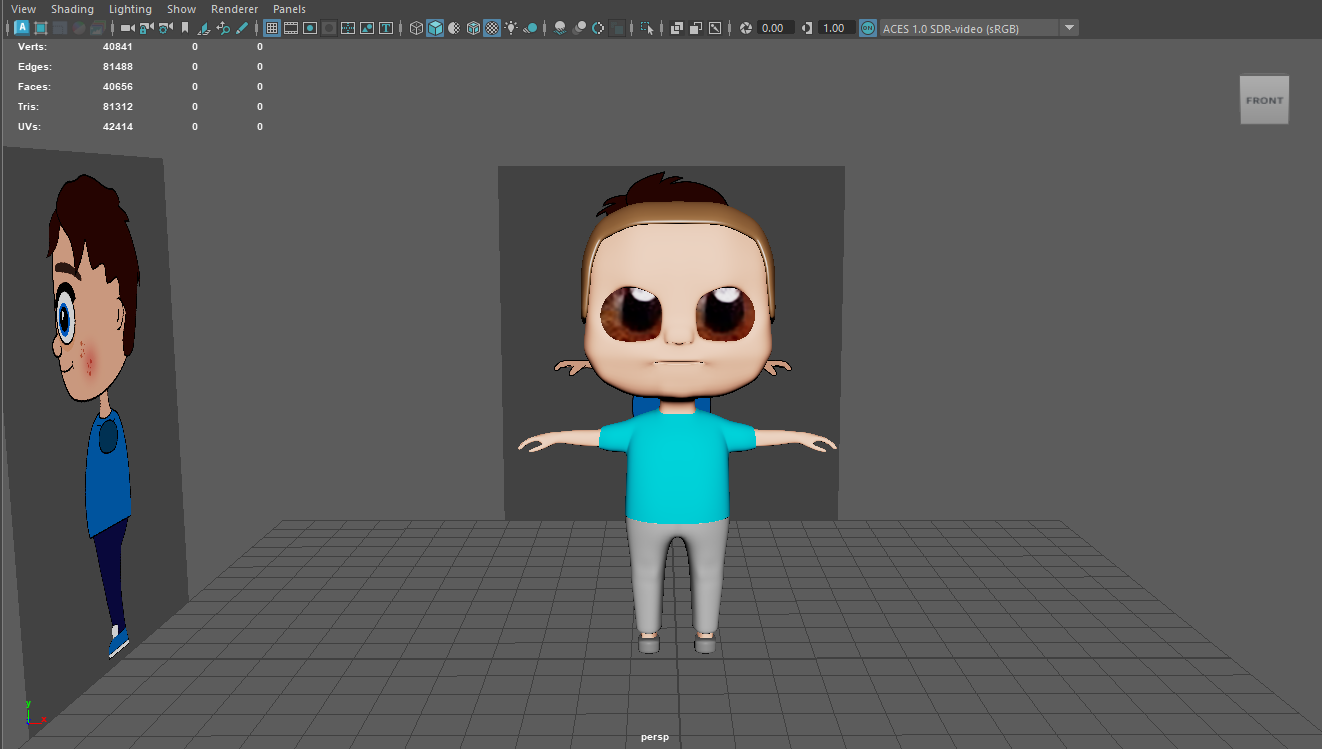 View Shading Lighting Show Renderer Panels
A T 0.00 1.00 ON ACES 1.0 SDR-video (sRGB)
Verts: 40841 0 0
Edges: 81488 0 0
Faces: 40656 0 0
Tris: 81312 0 0
UVs: 42414 0 0
FRONT
y
x
persp